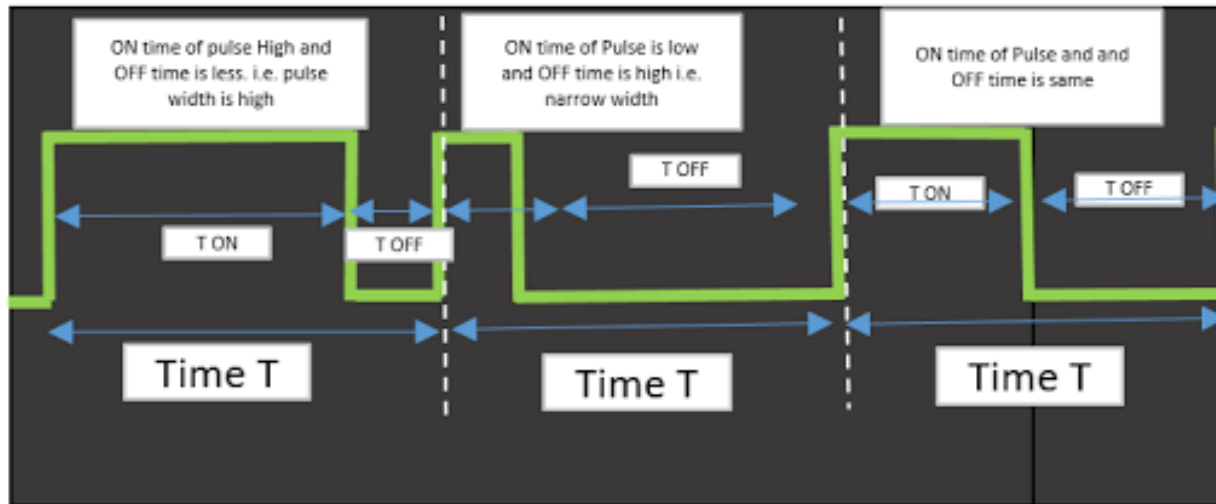 ON time of pulse High and
OFF time is less. i.e. pulse
width is high
ON time of Pulse is low
and OFF time is high i.e.
narrow width
ON time of Pulse and and
OFF time is same
T ON
T OFF
T OFF
T ON
T OFF
Time T
Time T
Time T